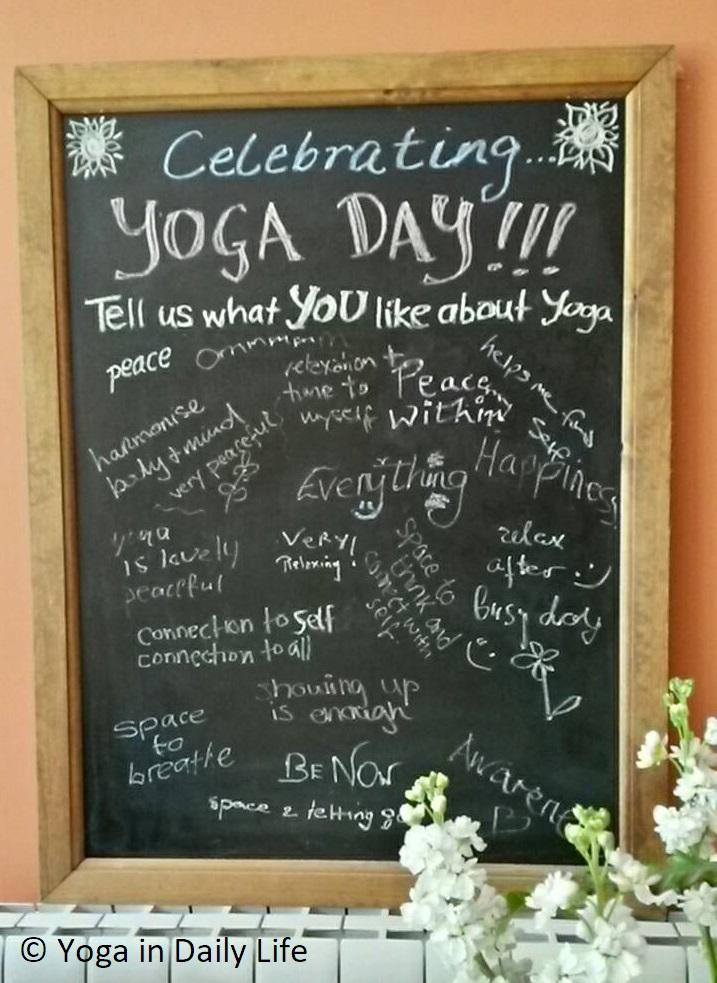 Celebrating...
YOGA DAY!!!
Tell us what YOU like about Yoga
peace
Ommmmmm
relexation +
time to
myself
Peace
within
helps me find
Self
harmonise
body + mind
very peaceful
Everything
Happiness
yoga
is lovely
peaceful
Very!
Relaxing!
space to
think and
connect with
self
relax
after :)
busy day
connection to self
connection to all
showing up
is enough
space
to
breathe
BE NOW
Awarene
space 2 letting go
© Yoga in Daily Life